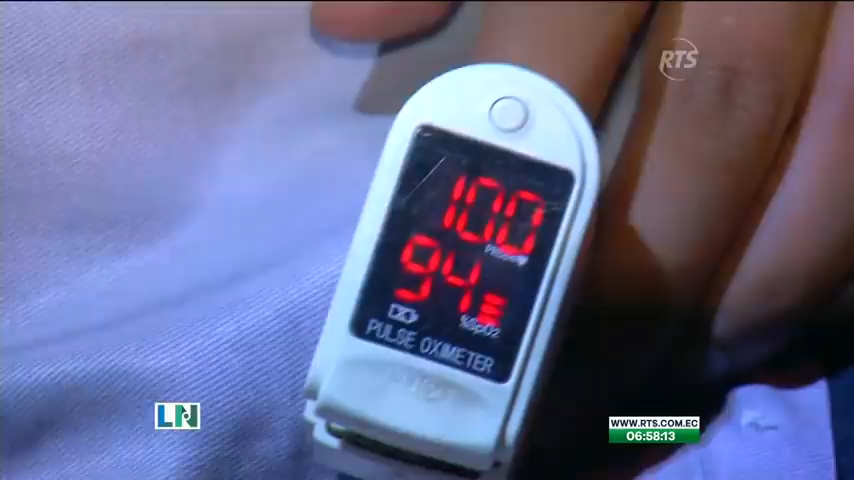 RTS
100
PRbpm
94
%SpO2
PULSE OXIMETER
LN
WWW.RTS.COM.EC
06:58:13